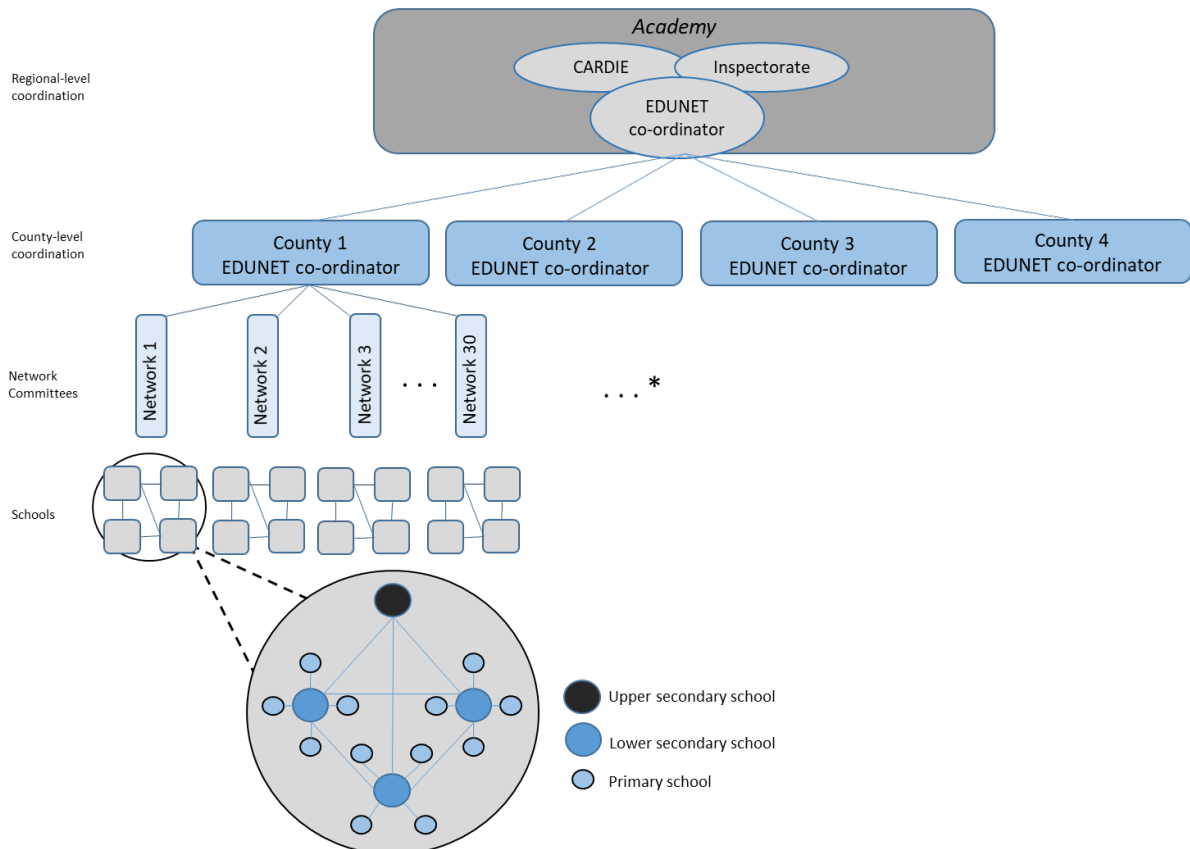 Academy
Regional-level
coordination
CARDIE
Inspectorate
EDUNET
co-ordinator
County-level
coordination
County 1
EDUNET co-ordinator
County 2
EDUNET co-ordinator
County 3
EDUNET co-ordinator
County 4
EDUNET co-ordinator
Network
Committees
Network 1
Network 2
Network 3
. . .
Network 30
. . . *
Schools
Upper secondary school
Lower secondary school
Primary school